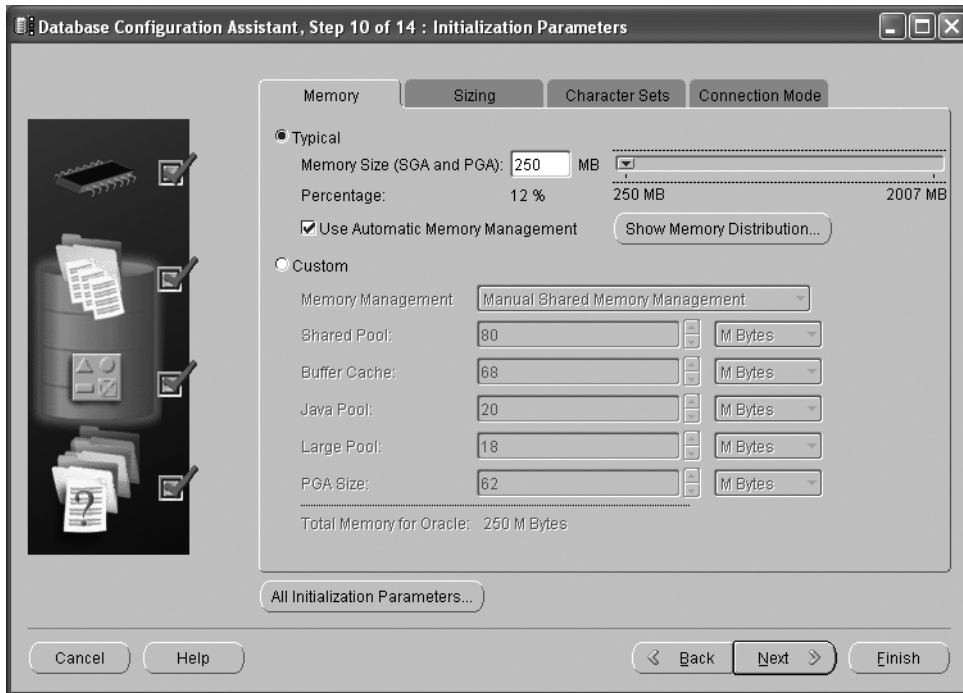 Database Configuration Assistant, Step 10 of 14 : Initialization Parameters
Memory Sizing Character Sets Connection Mode
Typical
Memory Size (SGA and PGA): 250 MB
Percentage: 12 % 250 MB 2007 MB
Use Automatic Memory Management Show Memory Distribution...
Custom
Memory Management Manual Shared Memory Management
Shared Pool: 80 M Bytes
Buffer Cache: 68 M Bytes
Java Pool: 20 M Bytes
Large Pool: 18 M Bytes
PGA Size: 62 M Bytes
Total Memory for Oracle: 250 M Bytes
?
All Initialization Parameters...
Cancel Help Back Next Finish